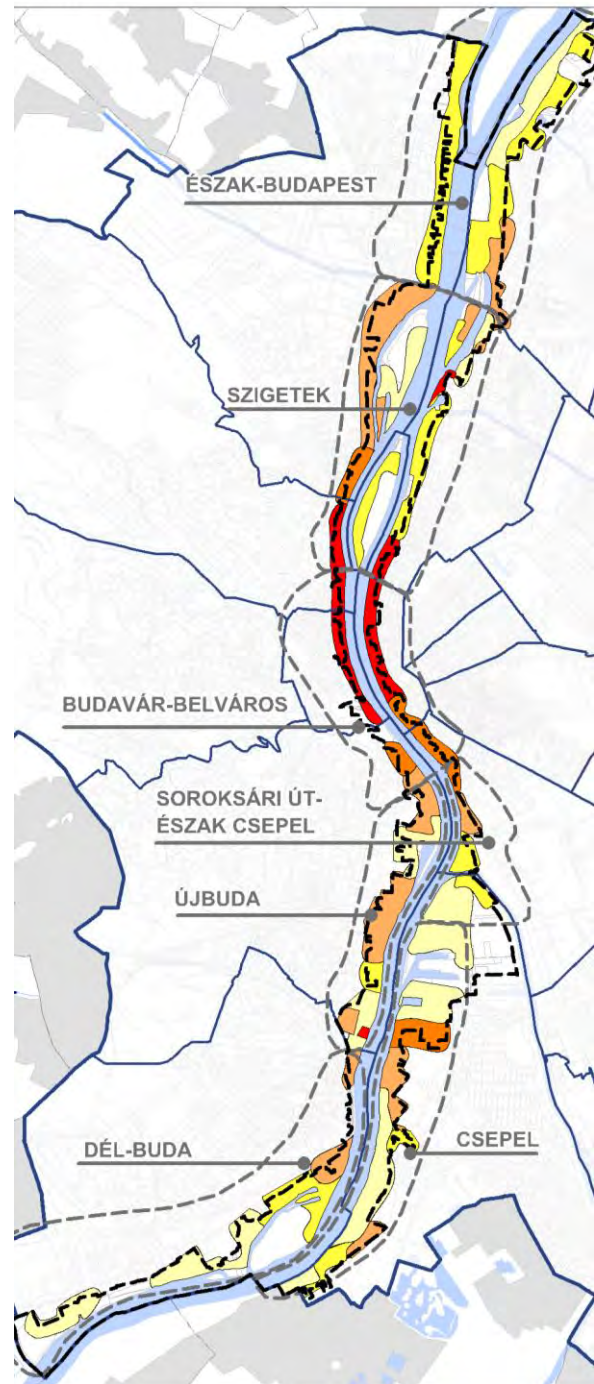 ÉSZAK-BUDAPEST
SZIGETEK
BUDAVÁR-BELVÁROS
SOROKSÁRI ÚT-
ÉSZAK CSEPEL
ÚJBUDA
CSEPEL
DÉL-BUDA